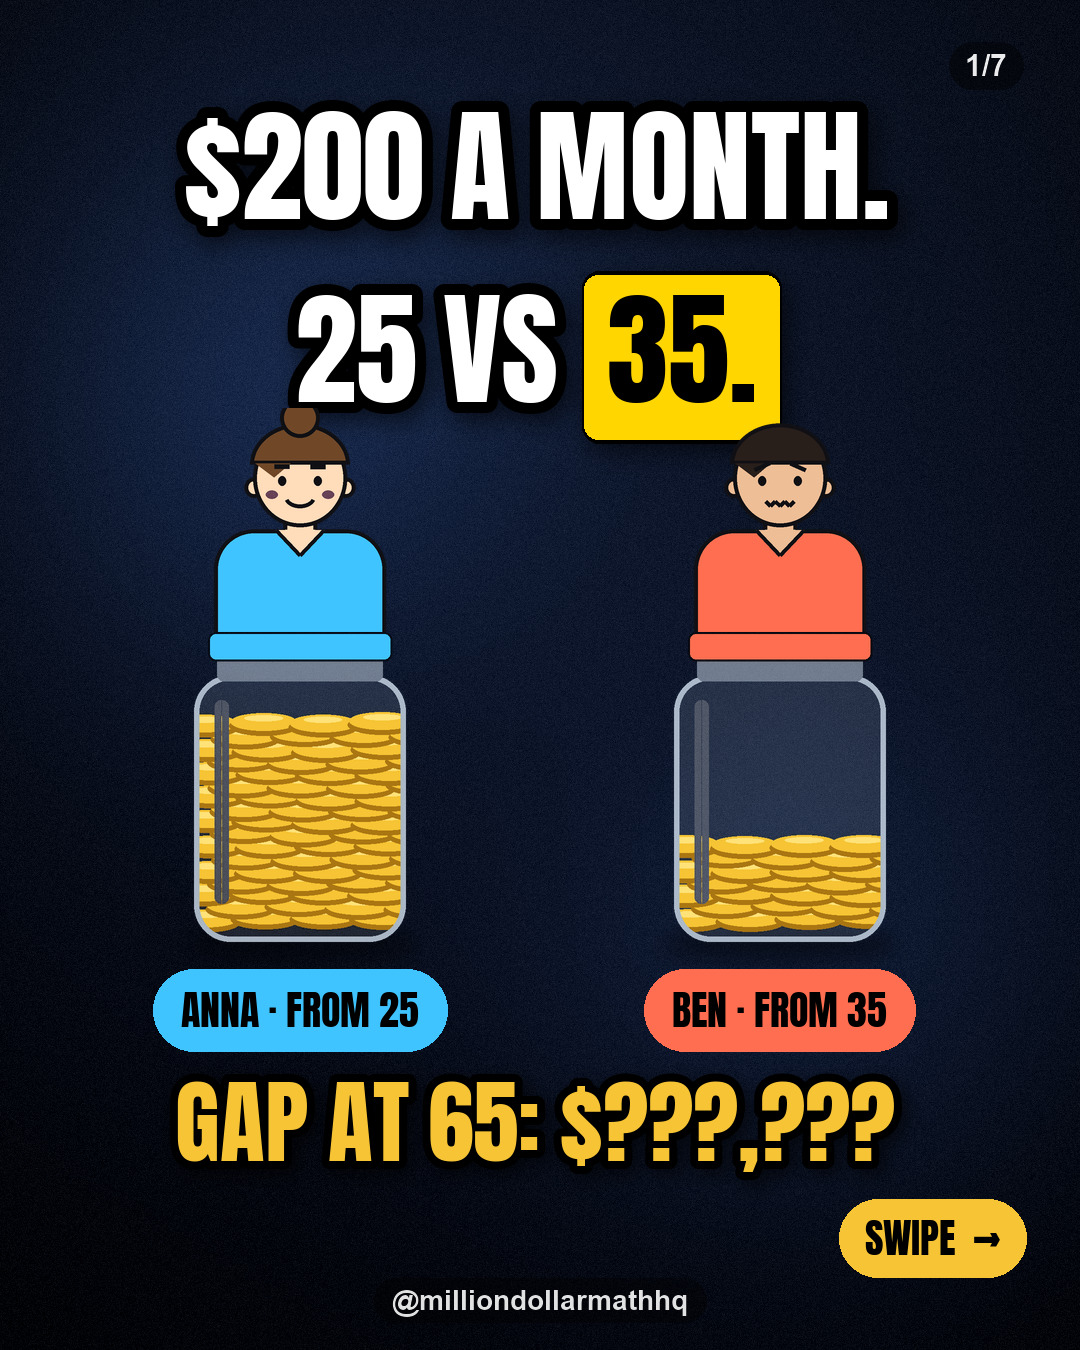 1/7
$200 A MONTH.
25 VS 35.
ANNA · FROM 25
BEN · FROM 35
GAP AT 65: $???,???
SWIPE →
@milliondollarmathhq